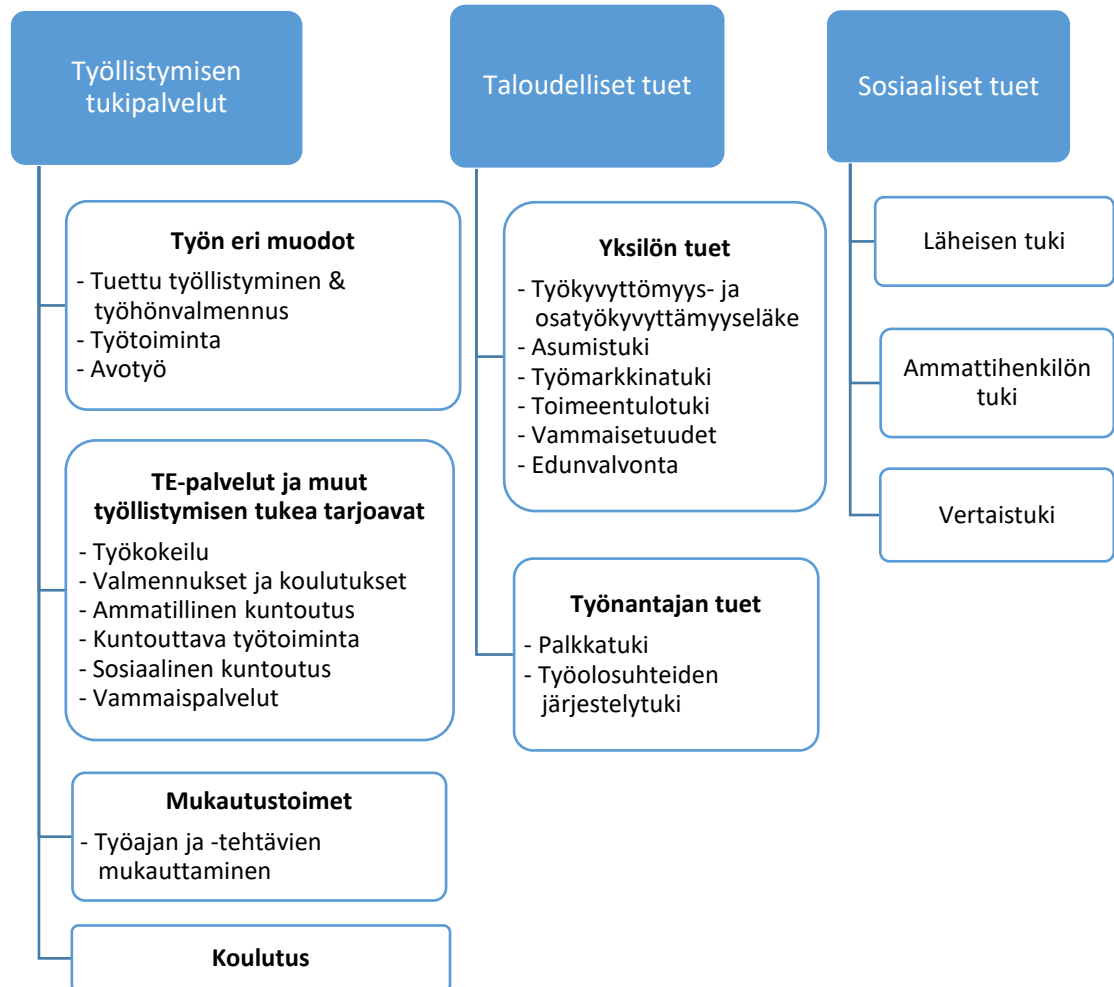 Työllistymisen
tukipalvelut
Työn eri muodot
- Tuettu työllistyminen &
työhönvalmennus
- Työtoiminta
- Avotyö
TE-palvelut ja muut
työllistymisen tukea tarjoavat
- Työkokeilu
- Valmennukset ja koulutukset
- Ammatillinen kuntoutus
- Kuntouttava työtoiminta
- Sosiaalinen kuntoutus
- Vammaispalvelut
Mukautustoimet
- Työajan ja -tehtävien
mukauttaminen
Koulutus
Taloudelliset tuet
Yksilön tuet
- Työkyvyttömyys- ja
osatyökyvyttämyyseläke
- Asumistuki
- Työmarkkinatuki
- Toimeentulotuki
- Vammaisetuudet
- Edunvalvonta
Työnantajan tuet
- Palkkatuki
- Työolosuhteiden
järjestelytuki
Sosiaaliset tuet
Läheisen tuki
Ammattihenkilön
tuki
Vertaistuki